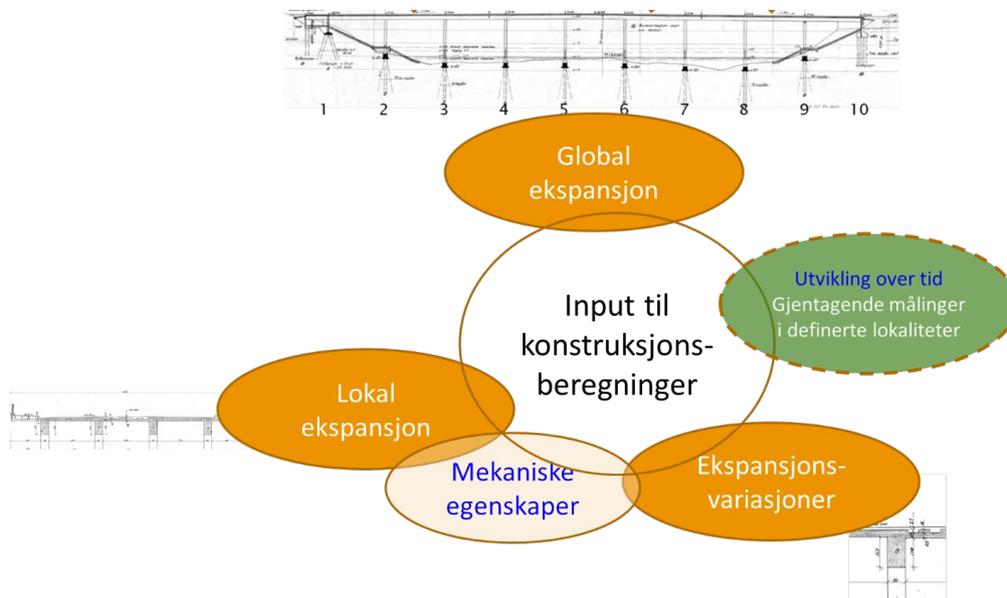 1 2 3 4 5 6 7 8 9 10
Global
ekspansjon
Utvikling over tid
Gjentagende målinger
i definerte lokaliteter
Input til
konstruksjons-
beregninger
Lokal
ekspansjon
Mekaniske
egenskaper
Ekspansjons-
variasjoner